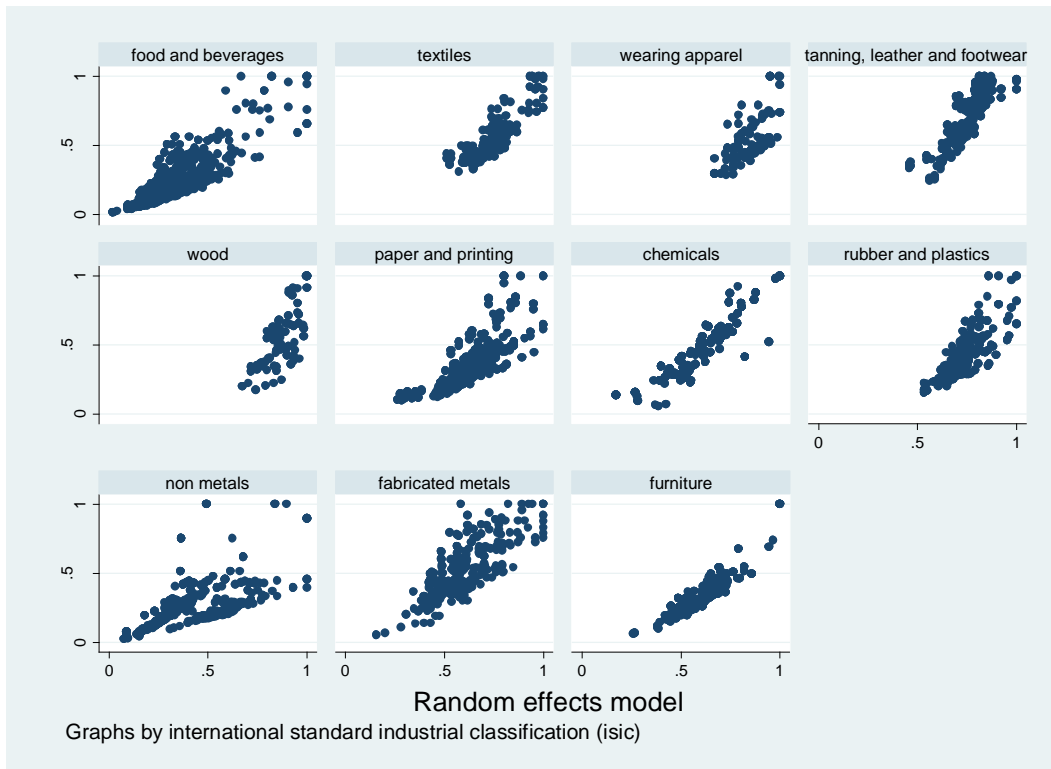 food and beverages textiles wearing apparel tanning, leather and footwear
1
.5
0
wood paper and printing chemicals rubber and plastics
1
.5
0
0 .5 1
non metals fabricated metals furniture
1
.5
0
0 .5 1 0 .5 1 0 .5 1
Random effects model
Graphs by international standard industrial classification (isic)